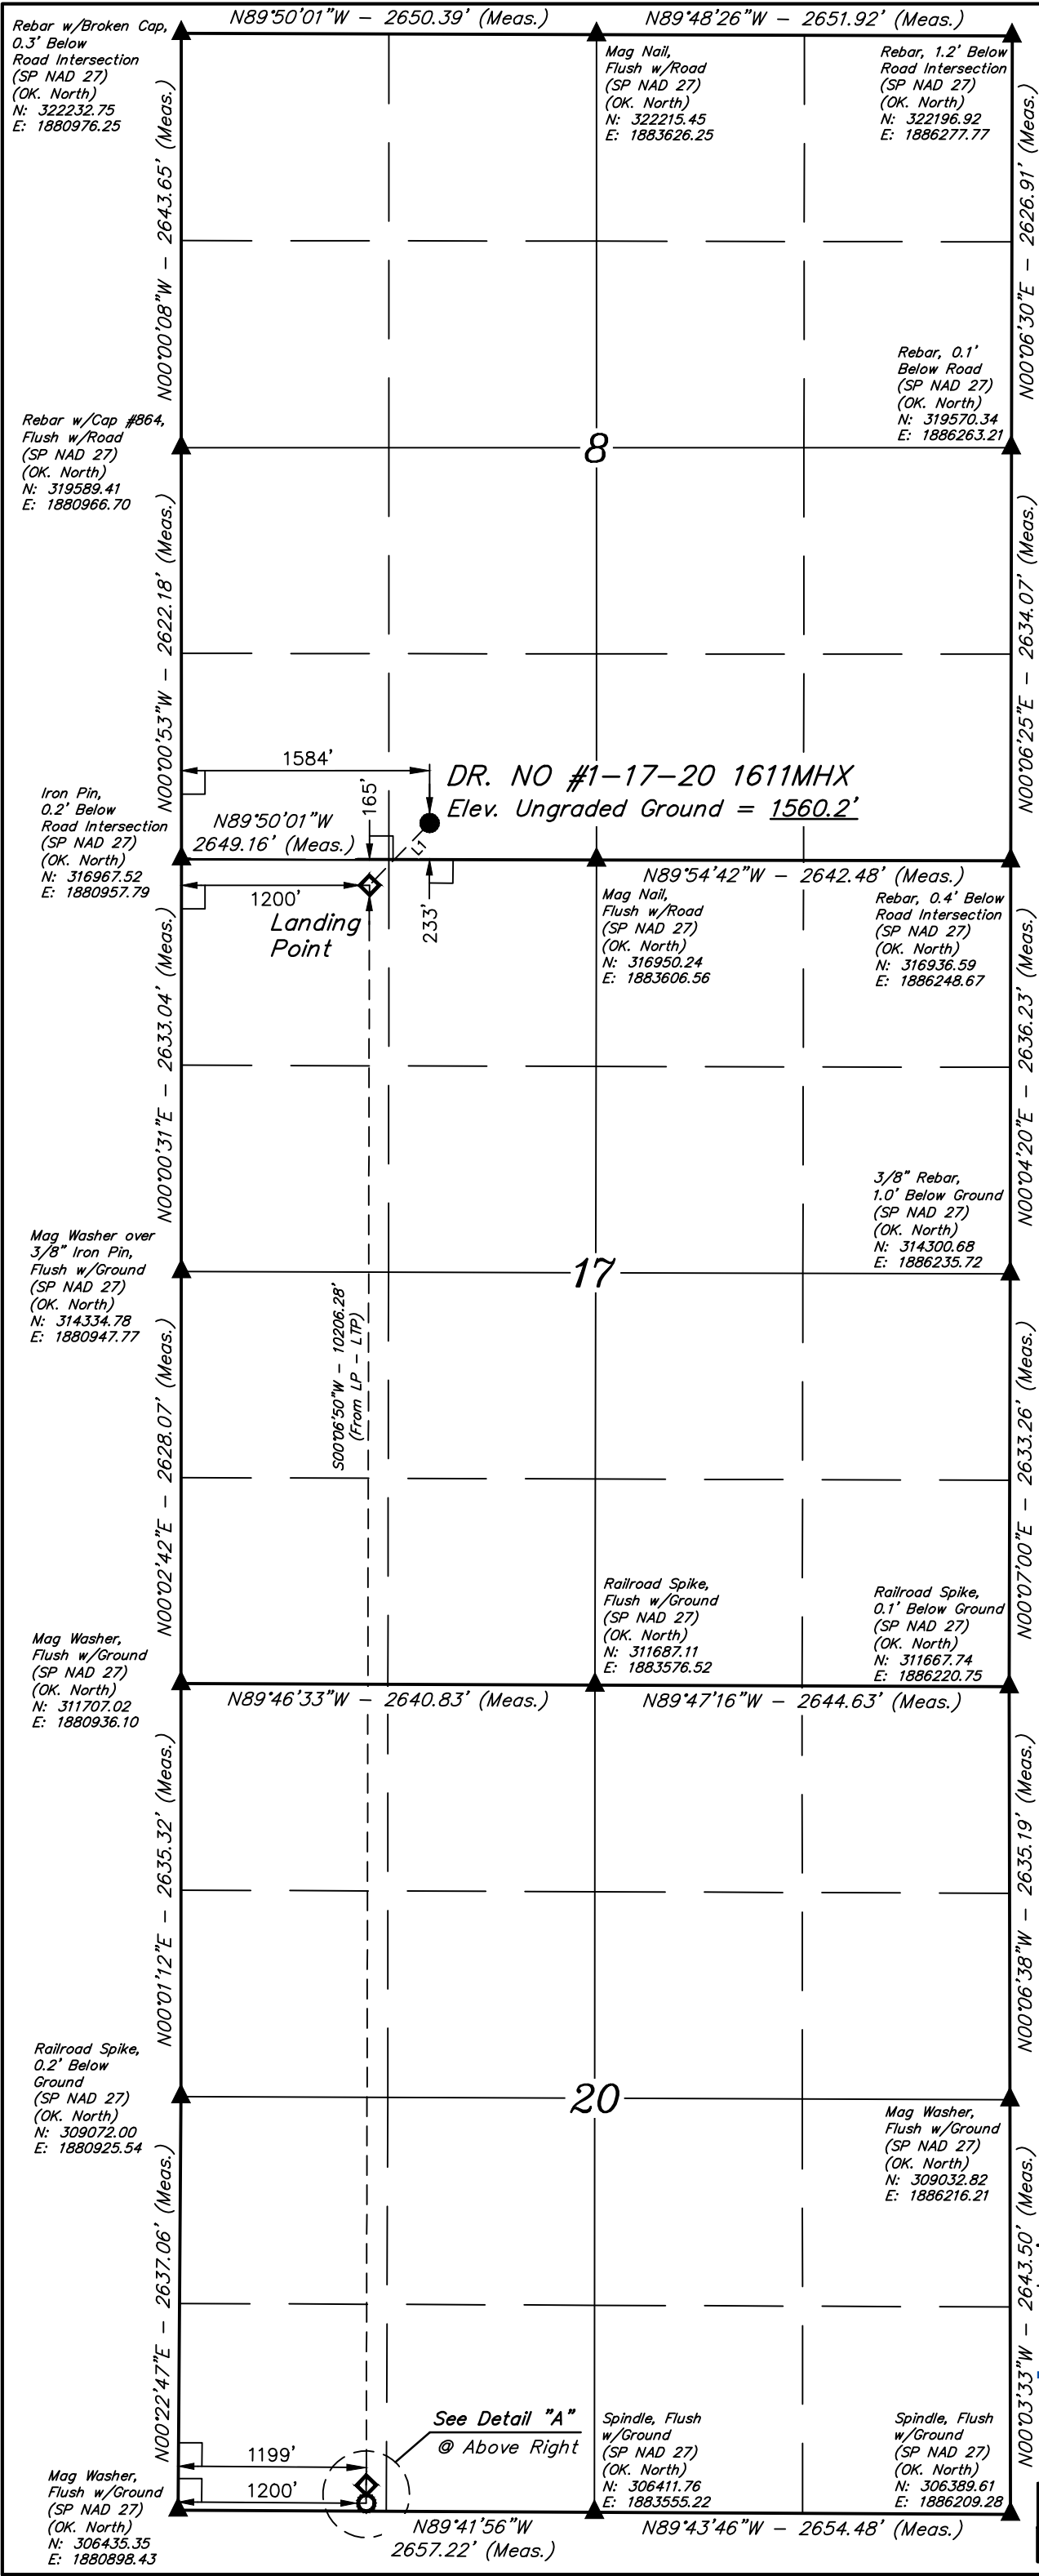 N89°50'01"W - 2650.39' (Meas.)
N89°48'26"W - 2651.92' (Meas.)
Rebar w/Broken Cap,
0.3' Below
Road Intersection
(SP NAD 27)
(OK. North)
N: 322232.75
E: 1880976.25
Mag Nail,
Flush w/Road
(SP NAD 27)
(OK. North)
N: 322215.45
E: 1883626.25
Rebar, 1.2' Below
Road Intersection
(SP NAD 27)
(OK. North)
N: 322196.92
E: 1886277.77
N00°00'08"W - 2643.65' (Meas.)
N00°06'30"E - 2626.91' (Meas.)
Rebar, 0.1'
Below Road
(SP NAD 27)
(OK. North)
N: 319570.34
E: 1886263.21
Rebar w/Cap #864,
Flush w/Road
(SP NAD 27)
(OK. North)
N: 319589.41
E: 1880966.70
8
N00°00'53"W - 2622.18' (Meas.)
N00°06'25"E - 2634.07' (Meas.)
1584'
165'
DR. NO #1-17-20 1611MHX
Elev. Ungraded Ground = 1560.2'
Iron Pin,
0.2' Below
Road Intersection
(SP NAD 27)
(OK. North)
N: 316967.52
E: 1880957.79
N89°50'01"W
2649.16' (Meas.)
L1
N89°54'42"W - 2642.48' (Meas.)
1200'
233'
Landing
Point
Mag Nail,
Flush w/Road
(SP NAD 27)
(OK. North)
N: 316950.24
E: 1883606.56
Rebar, 0.4' Below
Road Intersection
(SP NAD 27)
(OK. North)
N: 316936.59
E: 1886248.67
N00°00'31"E - 2633.04' (Meas.)
N00°04'20"E - 2636.23' (Meas.)
3/8" Rebar,
1.0' Below Ground
(SP NAD 27)
(OK. North)
N: 314300.68
E: 1886235.72
Mag Washer over
3/8" Iron Pin,
Flush w/Ground
(SP NAD 27)
(OK. North)
N: 314334.78
E: 1880947.77
17
S00°06'50"W - 10206.28'
(From LP - LTP)
N00°02'42"E - 2628.07' (Meas.)
N00°07'00"E - 2633.26' (Meas.)
Railroad Spike,
Flush w/Ground
(SP NAD 27)
(OK. North)
N: 311687.11
E: 1883576.52
Railroad Spike,
0.1' Below Ground
(SP NAD 27)
(OK. North)
N: 311667.74
E: 1886220.75
Mag Washer,
Flush w/Ground
(SP NAD 27)
(OK. North)
N: 311707.02
E: 1880936.10
N89°46'33"W - 2640.83' (Meas.)
N89°47'16"W - 2644.63' (Meas.)
N00°01'12"E - 2635.32' (Meas.)
N00°06'38"W - 2635.19' (Meas.)
Railroad Spike,
0.2' Below
Ground
(SP NAD 27)
(OK. North)
N: 309072.00
E: 1880925.54
20
Mag Washer,
Flush w/Ground
(SP NAD 27)
(OK. North)
N: 309032.82
E: 1886216.21
N00°22'47"E - 2637.06' (Meas.)
N00°03'33"W - 2643.50' (Meas.)
See Detail "A"
@ Above Right
1199'
1200'
Spindle, Flush
w/Ground
(SP NAD 27)
(OK. North)
N: 306411.76
E: 1883555.22
Spindle, Flush
w/Ground
(SP NAD 27)
(OK. North)
N: 306389.61
E: 1886209.28
Mag Washer,
Flush w/Ground
(SP NAD 27)
(OK. North)
N: 306435.35
E: 1880898.43
N89°41'56"W
2657.22' (Meas.)
N89°43'46"W - 2654.48' (Meas.)